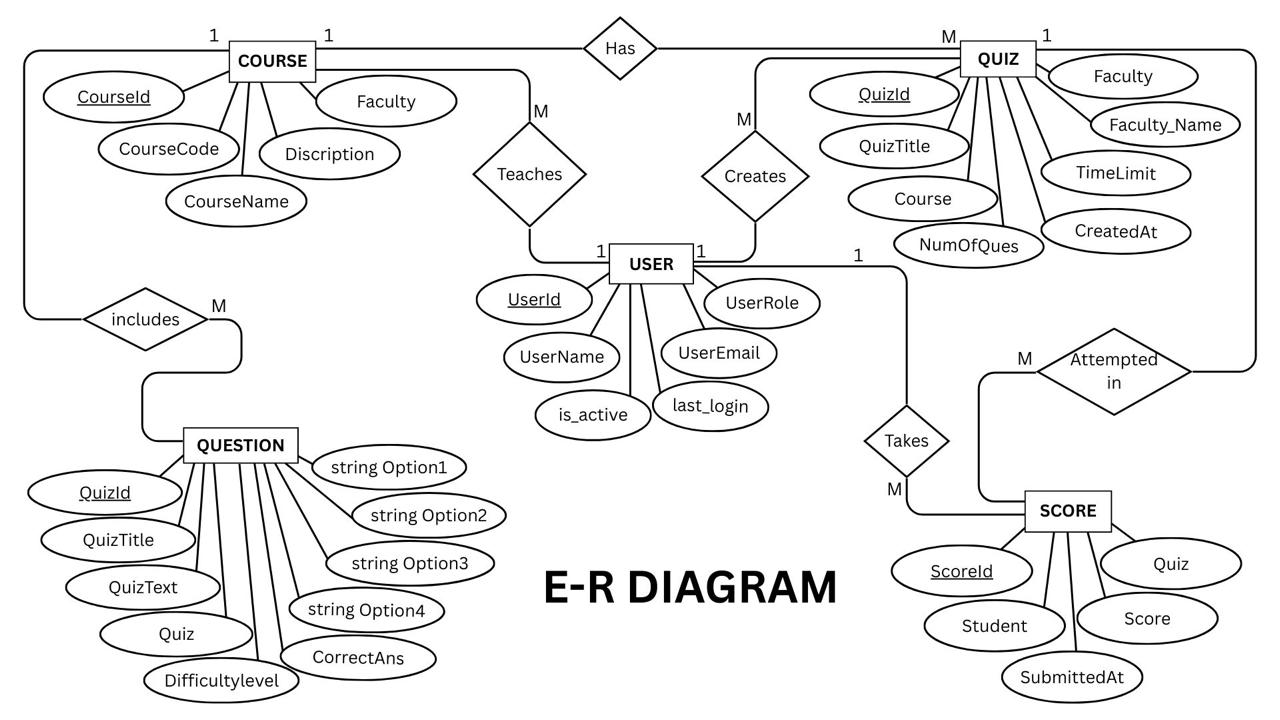 1
1
Has
M
1
COURSE
QUIZ
CourseId
CourseCode
CourseName
Discription
Faculty
M
Teaches
M
Creates
QuizId
QuizTitle
Course
NumOfQues
CreatedAt
TimeLimit
Faculty_Name
Faculty
1
USER
1
1
UserId
UserName
is_active
last_login
UserEmail
UserRole
includes
M
M
Attempted
in
Takes
M
QUESTION
QuizId
QuizTitle
QuizText
Quiz
Difficultylevel
CorrectAns
string Option4
string Option3
string Option2
string Option1
E-R DIAGRAM
SCORE
ScoreId
Student
SubmittedAt
Score
Quiz